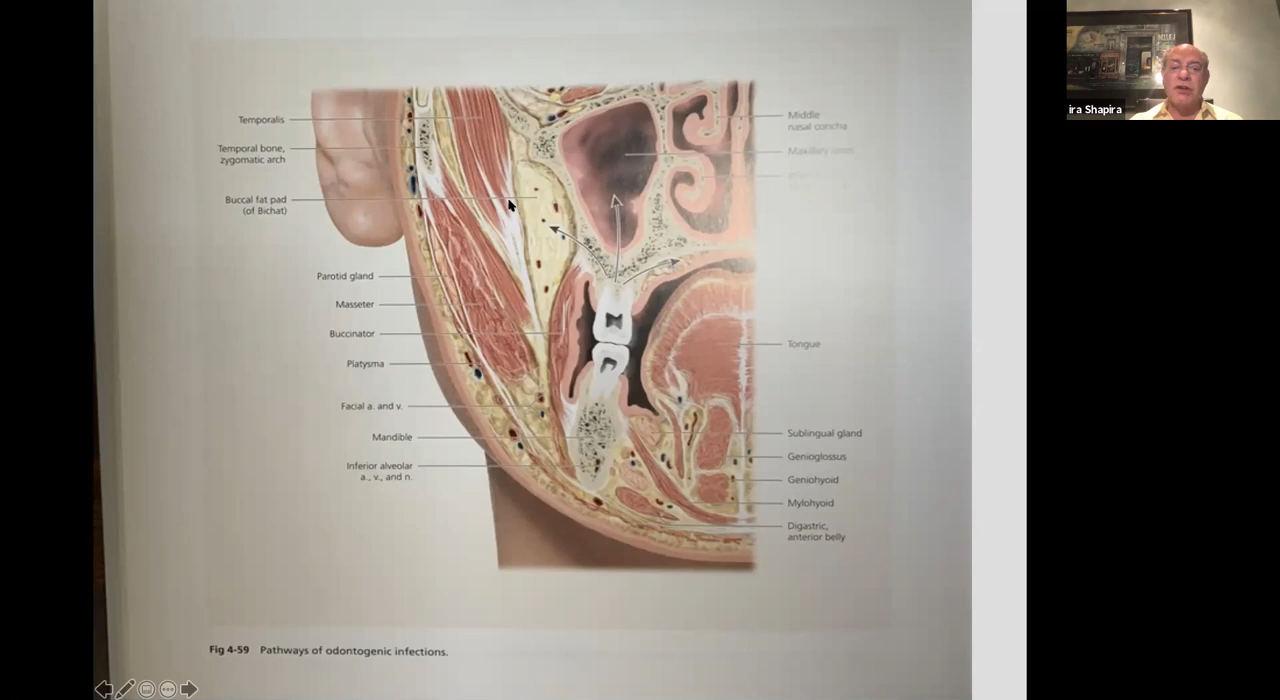 Temporalis
Temporal bone,
zygomatic arch
Buccal fat pad
(of Bichat)
Parotid gland
Masseter
Buccinator
Platysma
Facial a. and v.
Mandible
Inferior alveolar
a., v., and n.
Middle
nasal concha
Maxillary sinus
Tongue
Sublingual gland
Genioglossus
Geniohyoid
Mylohyoid
Digastric,
anterior belly
Fig 4-59 Pathways of odontogenic infections.
ira Shapira